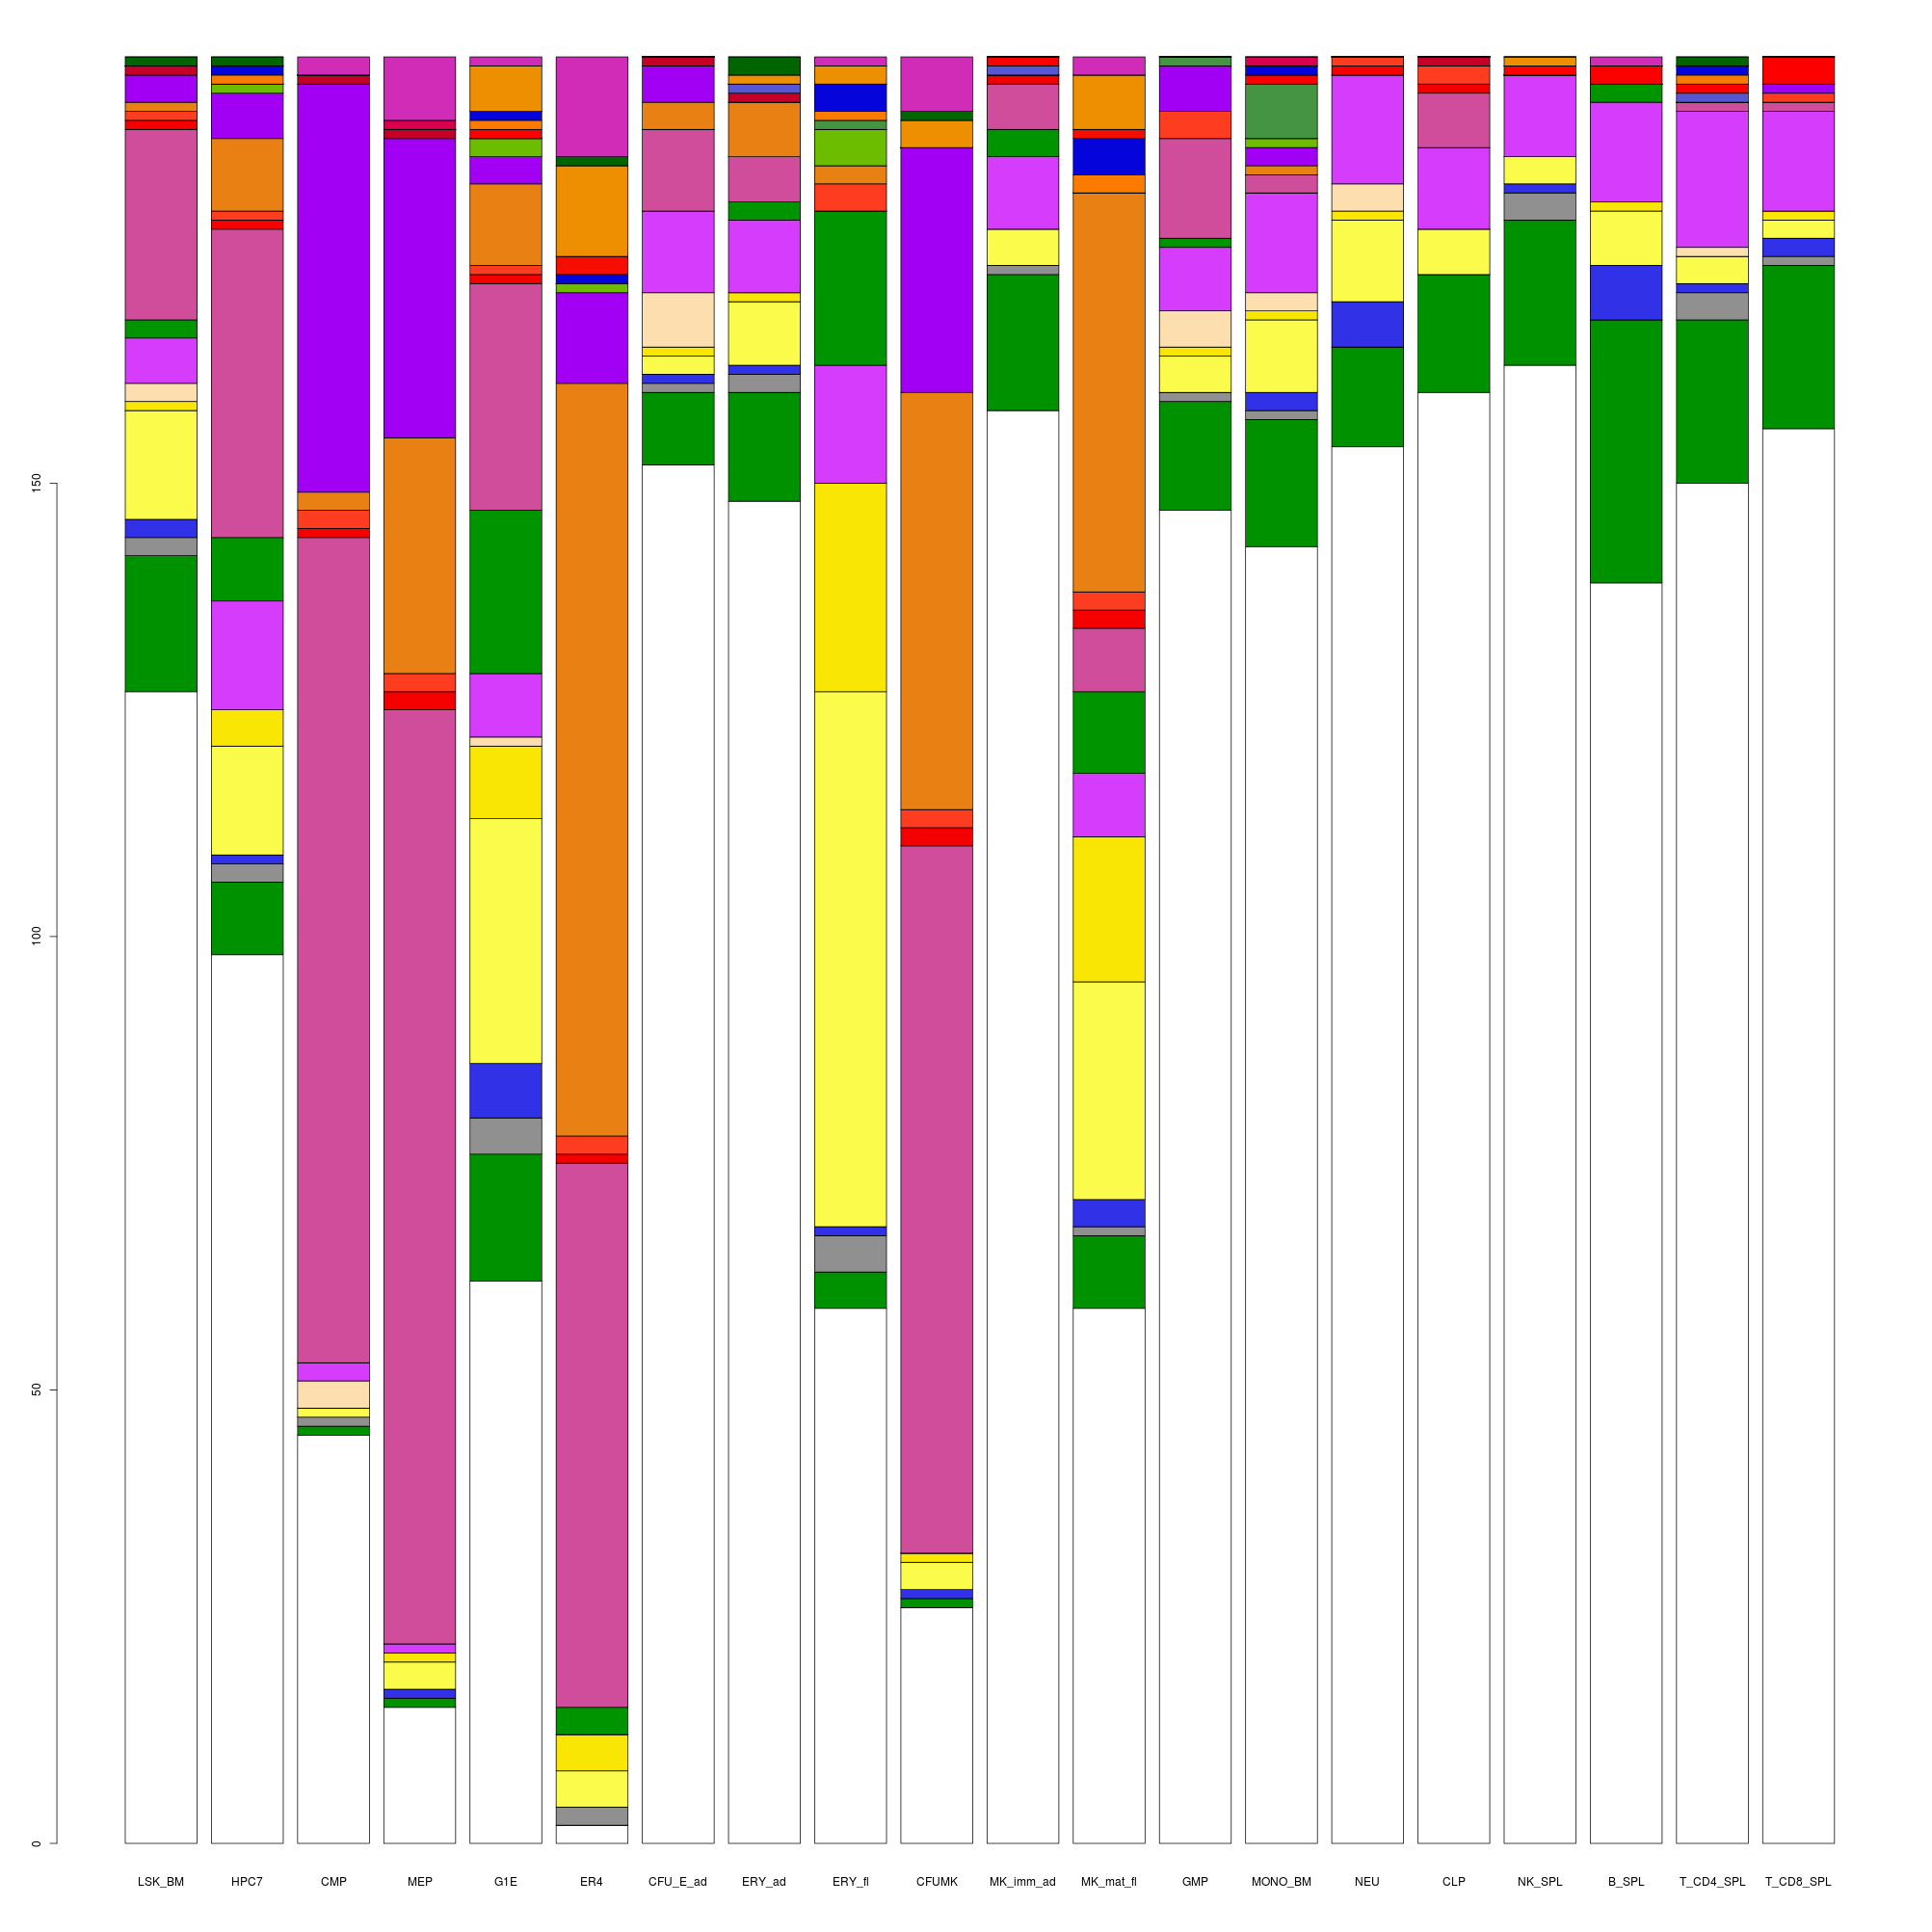 150
100
50
0
LSK_BM HPC7 CMP MEP G1E ER4 CFU_E_ad ERY_ad ERY_fl CFUMK MK_imm_ad MK_mat_fl GMP MONO_BM NEU CLP NK_SPL B_SPL T_CD4_SPL T_CD8_SPL